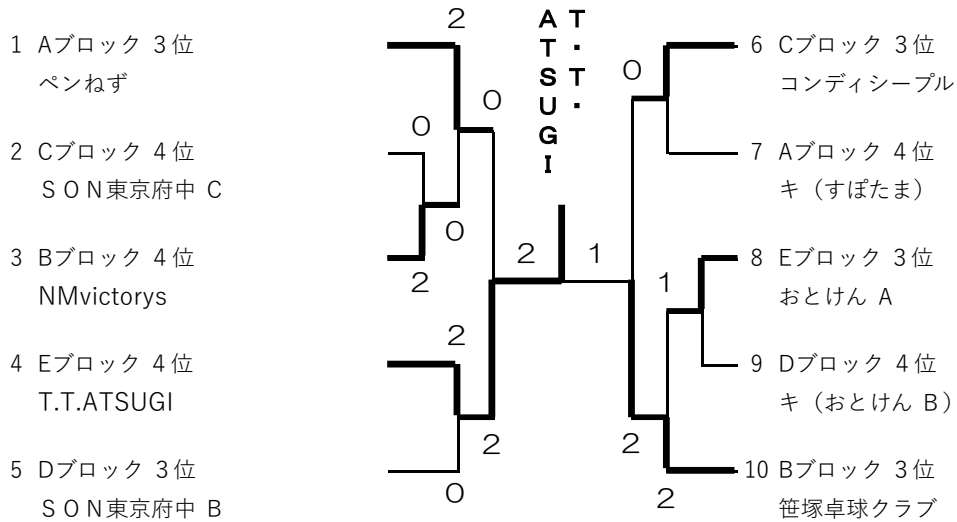 T.T.
ATSUGI
1 Aブロック 3位
ペンねず
2 Cブロック 4位
ＳＯＮ東京府中 C
3 Bブロック 4位
NMvictorys
4 Eブロック 4位
T.T.ATSUGI
5 Dブロック 3位
ＳＯＮ東京府中 B
2
0
0
0
2
2
2
0
2
1
0
1
2
2
6 Cブロック 3位
コンディシープル
7 Aブロック 4位
キ（すぽたま）
8 Eブロック 3位
おとけん A
9 Dブロック 4位
キ（おとけん B）
10 Bブロック 3位
笹塚卓球クラブ